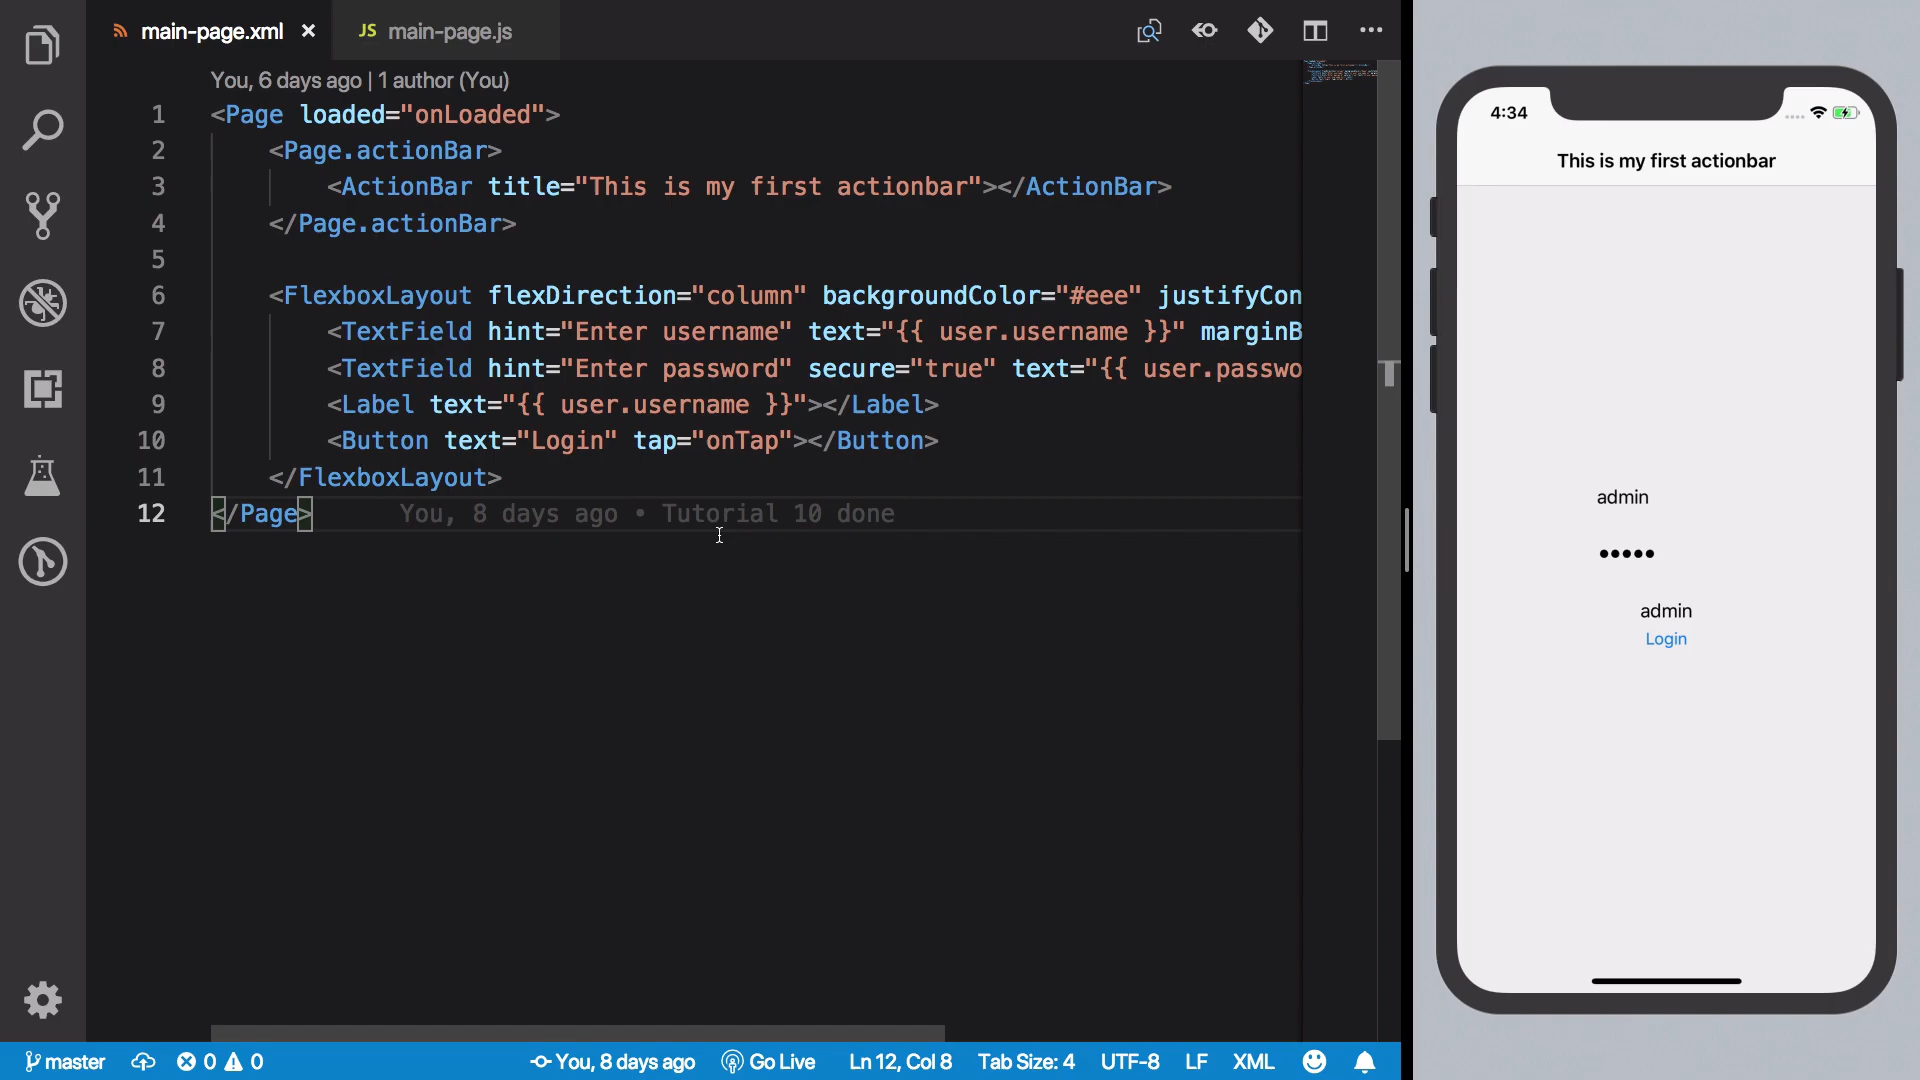 main-page.xml
JS main-page.js
You, 6 days ago | 1 author (You)
1 <Page loaded="onLoaded">
2 <Page.actionBar>
3 <ActionBar title="This is my first actionbar"></ActionBar>
4 </Page.actionBar>
5
6 <FlexboxLayout flexDirection="column" backgroundColor="#eee" justifyCon
7 <TextField hint="Enter username" text="{{ user.username }}" marginB
8 <TextField hint="Enter password" secure="true" text="{{ user.passwo
9 <Label text="{{ user.username }}"></Label>
10 <Button text="Login" tap="onTap"></Button>
11 </FlexboxLayout>
12 </Page> You, 8 days ago • Tutorial 10 done
master 0 0 You, 8 days ago Go Live Ln 12, Col 8 Tab Size: 4 UTF-8 LF XML
4:34
This is my first actionbar
admin
•••••
admin
Login